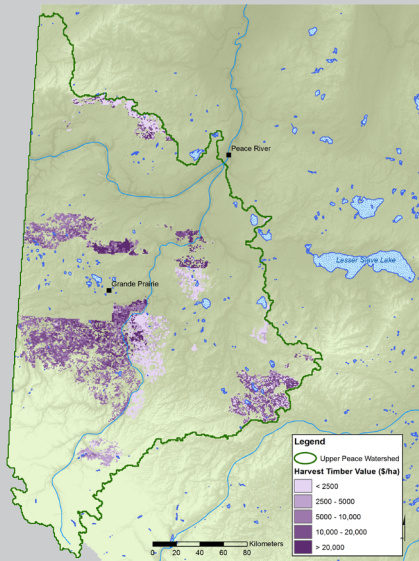 Peace River
Lesser Slave Lake
Grande Prairie
Legend
Upper Peace Watershed
Harvest Timber Value ($/ha)
< 2500
2500 - 5000
5000 - 10,000
10,000 - 20,000
> 20,000
Kilometers
0 20 40 60 80